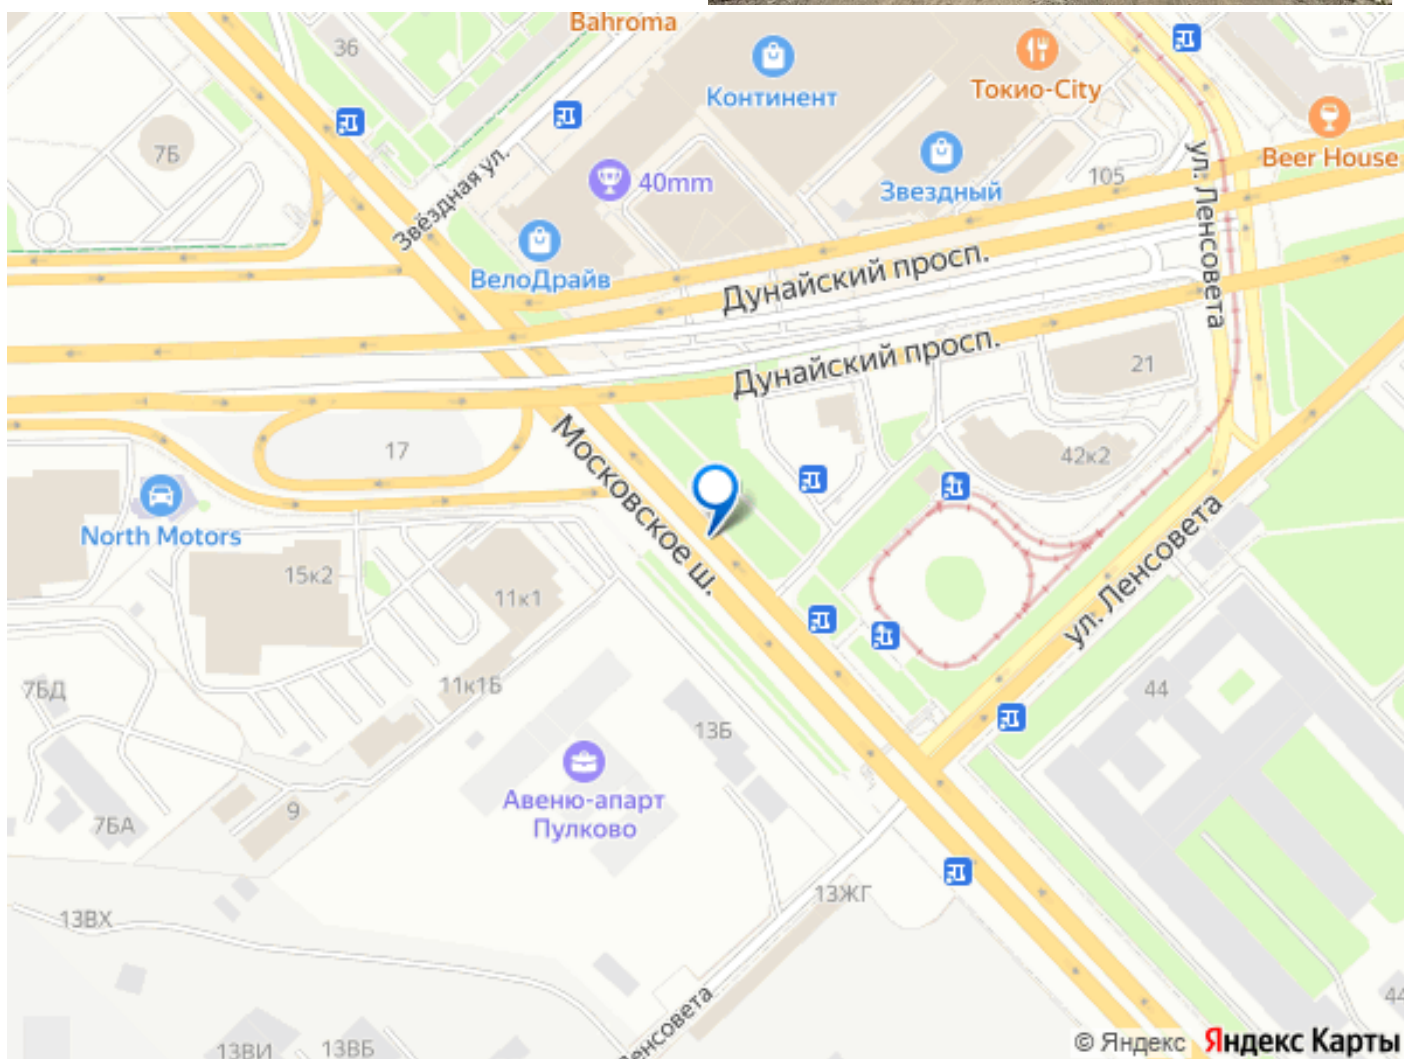 Bahroma
36
Континент
Токио-City
Beer House
7Б
Звёздная ул.
40mm
Звездный
105
ул. Ленсовета
ВелоДрайв
Дунайский просп.
Дунайский просп.
21
17
Московское ш.
42к2
North Motors
15к2
11к1
ул. Ленсовета
7БД
11к1Б
13Б
44
Авеню-апарт
Пулково
7БА
9
13ВХ
13ЖГ
44
13ВИ
13ВБ
Ленсовета
© Яндекс Яндекс Карты